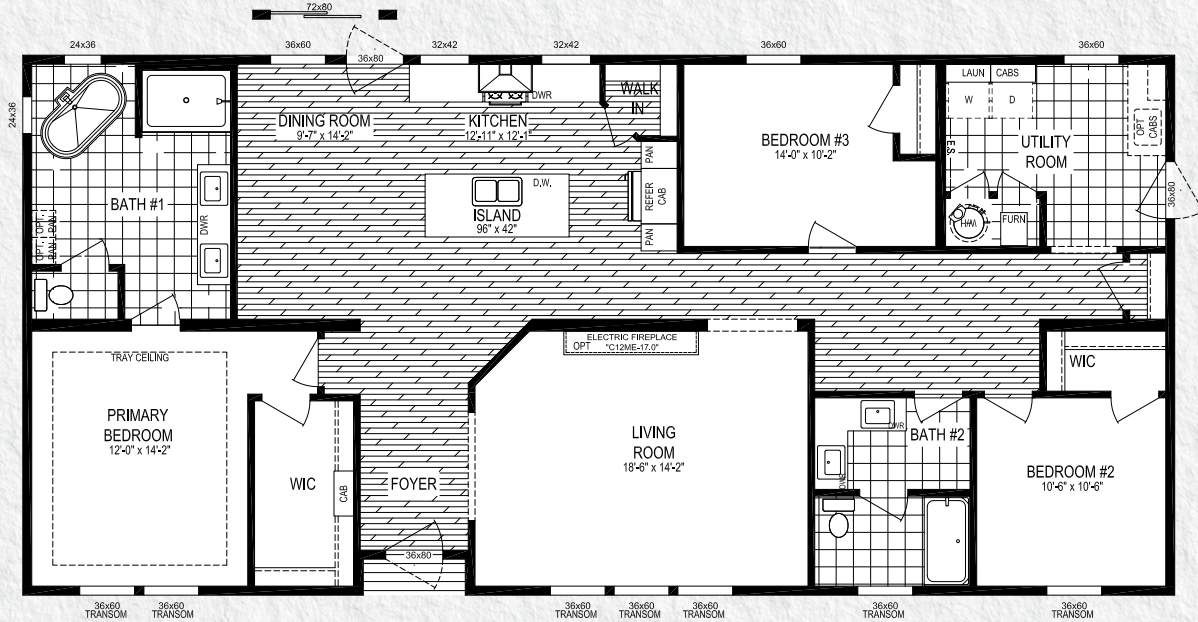 72x80
24x36
36x60
36x80
32x42
32x42
36x60
36x60
24x36
DINING ROOM
9'-7" x 14'-2"
KITCHEN
12'-11" x 12'-1"
DWR
WALK
IN
BEDROOM #3
14'-0" x 10'-2"
LAUN CABS
W D
OPT
CABS
UTILITY
ROOM
E.S.
36x80
W/H
FURN
BATH #1
DWR
OPT. OPT.
PAN PAN
D.W.
ISLAND
96" x 42"
PAN
REFER
CAB
PAN
TRAY CEILING
PRIMARY
BEDROOM
12'-0" x 14'-2"
WIC
CAB
FOYER
36x80
ELECTRIC FIREPLACE
OPT "C12ME-17.0"
LIVING
ROOM
18'-6" x 14'-2"
DWR
BATH #2
DWR
WIC
BEDROOM #2
10'-6" x 10'-6"
36x60
TRANSOM
36x60
TRANSOM
36x60
TRANSOM
36x60
TRANSOM
36x60
TRANSOM
36x60
TRANSOM
36x60
TRANSOM